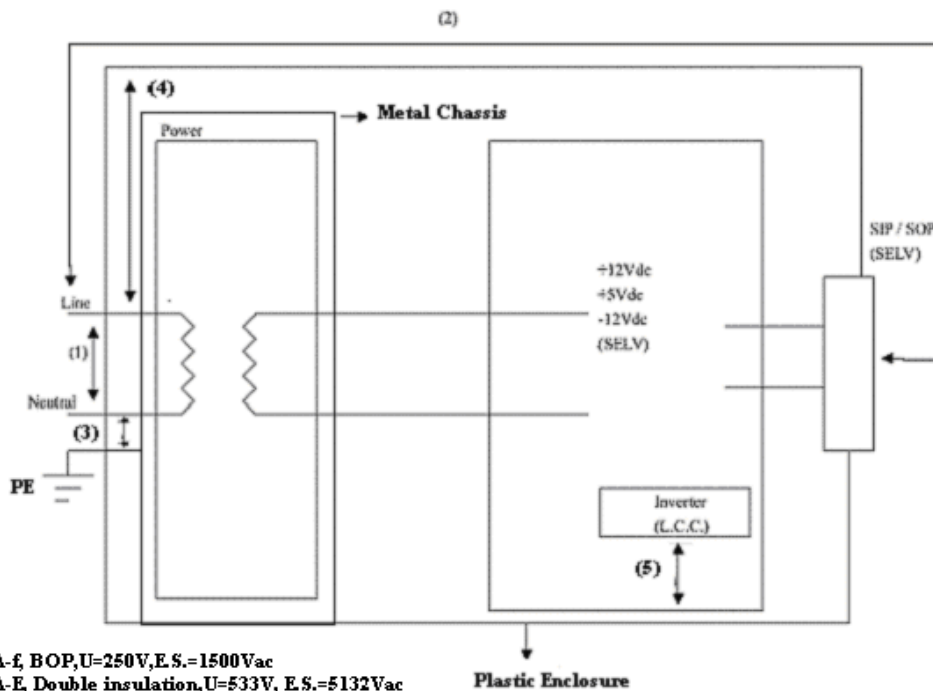 (2)
(4)
Metal Chassis
Power
SIP / SOP
(SELV)
+12Vdc
+5Vdc
-12Vdc
(SELV)
Line
(1)
Neutral
(3)
PE
Inverter
(L.C.C.)
(5)
A-f, BOP,U=250V,E.S.=1500Vac
A-E, Double insulation,U=533V, E.S.=5132Vac
Plastic Enclosure